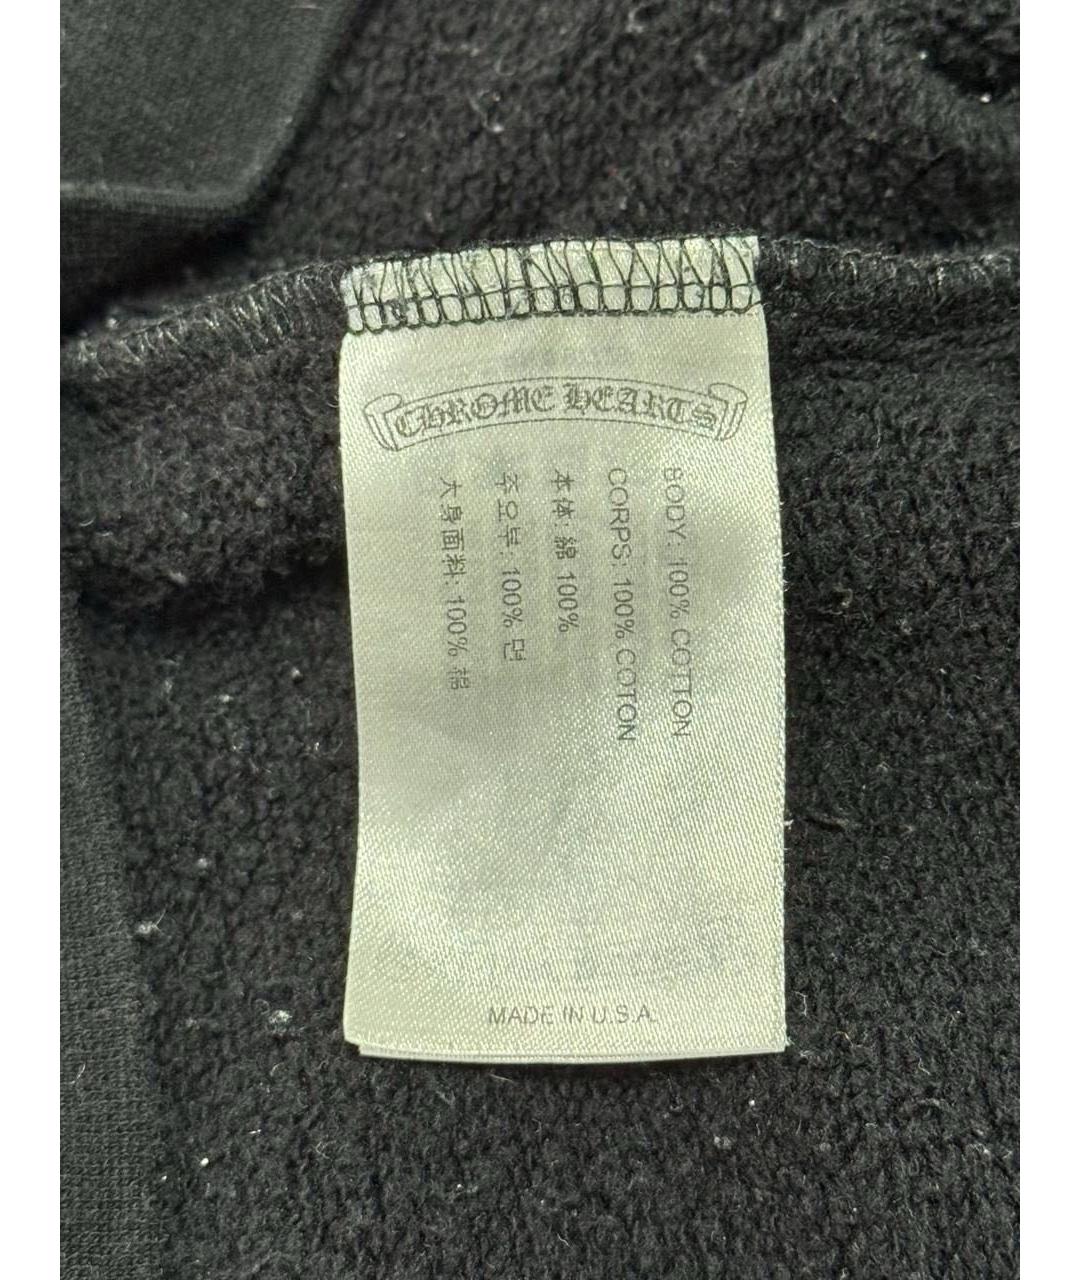 CHROME HEARTS
BODY: 100% COTTON
CORPS: 100% COTON
本体: 綿 100%
주요부: 100% 면
大身面料: 100% 棉
MADE IN U.S.A.